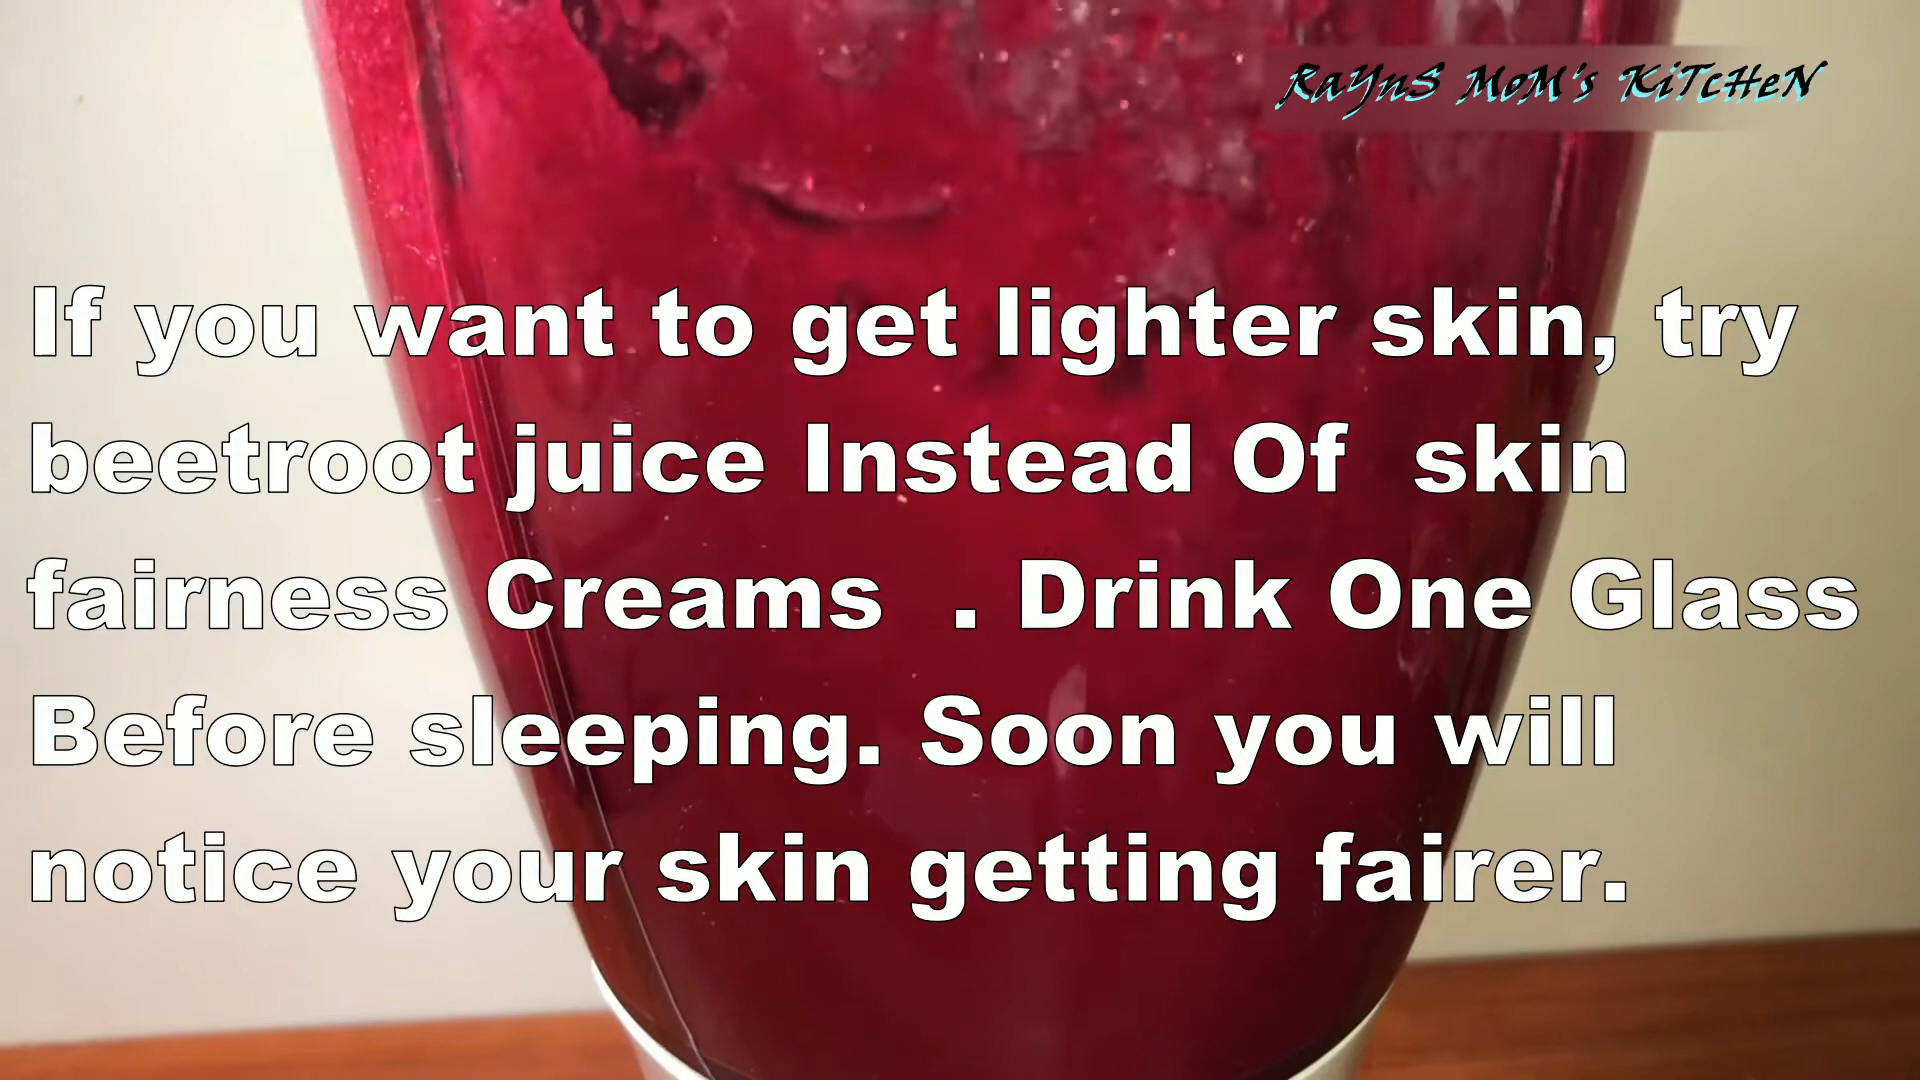 RaYnS MoM's KiTcHeN
If you want to get lighter skin, try
beetroot juice Instead Of  skin
fairness Creams  . Drink One Glass
Before sleeping. Soon you will
notice your skin getting fairer.